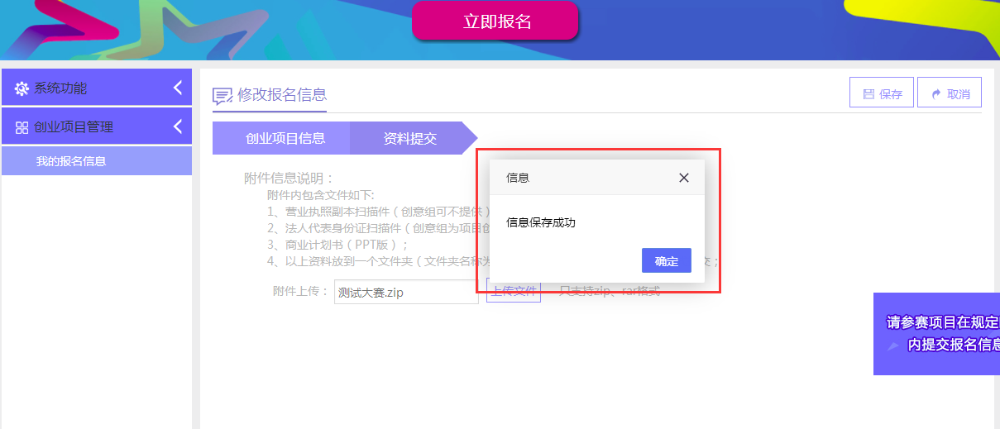 立即报名
系统功能
创业项目管理
我的报名信息
修改报名信息
保存
取消
创业项目信息
资料提交
附件信息说明：
附件内包含文件如下:
1、营业执照副本扫描件（创意组可不提供）
2、法人代表身份证扫描件（创意组为项目创
3、商业计划书（PPT版）；
4、以上资料放到一个文件夹（文件夹名称为
交；
附件上传：
测试大赛.zip
上传文件
只支持zip、rar格式
信息
信息保存成功
确定
请参赛项目在规定
内提交报名信息